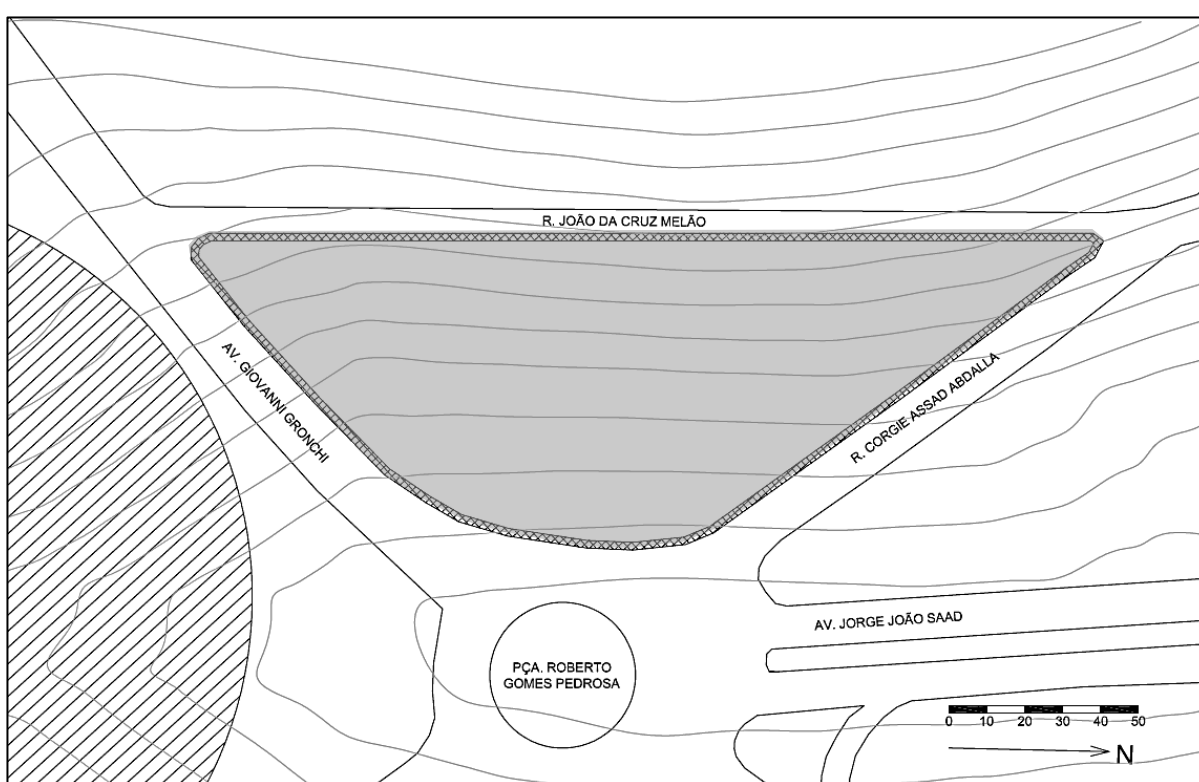 R. JOÃO DA CRUZ MELÃO
AV. GIOVANNI GRONCHI
R. CORGIE ASSAD ABDALLA
AV. JORGE JOÃO SAAD
PÇA. ROBERTO
GOMES PEDROSA
0 10 20 30 40 50
N